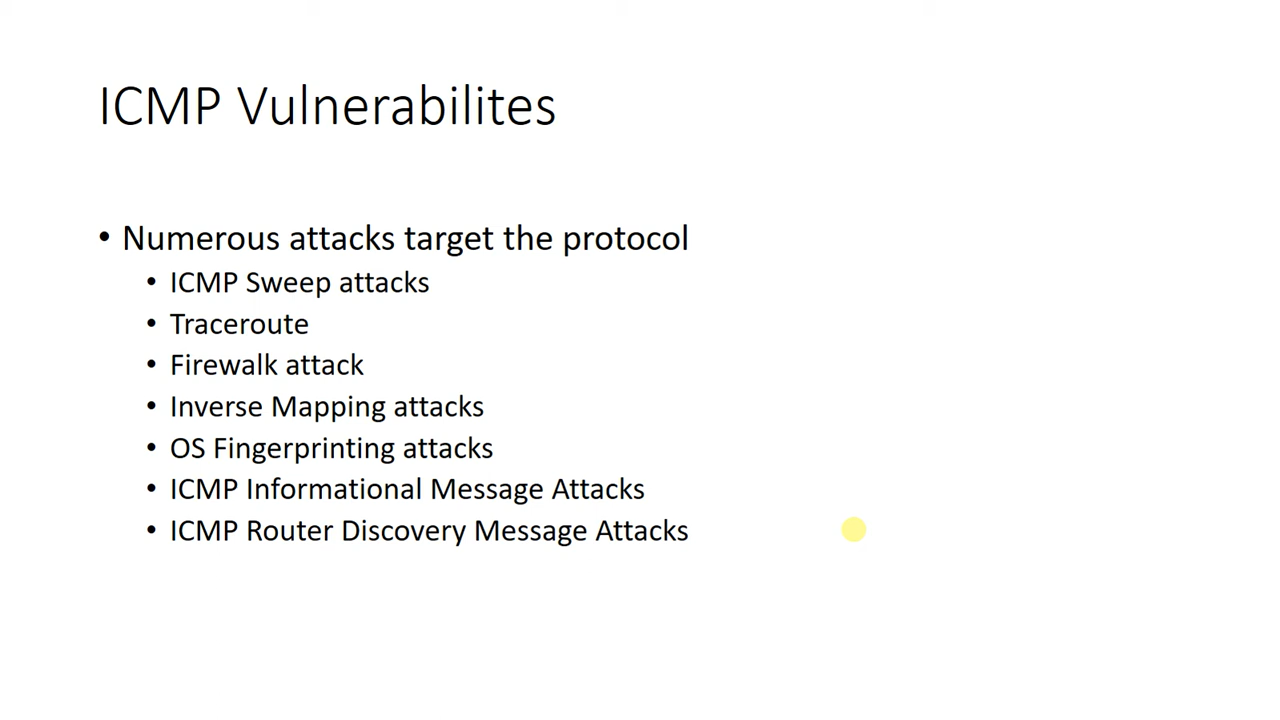 ICMP Vulnerabilites
• Numerous attacks target the protocol
• ICMP Sweep attacks
• Traceroute
• Firewalk attack
• Inverse Mapping attacks
• OS Fingerprinting attacks
• ICMP Informational Message Attacks
• ICMP Router Discovery Message Attacks